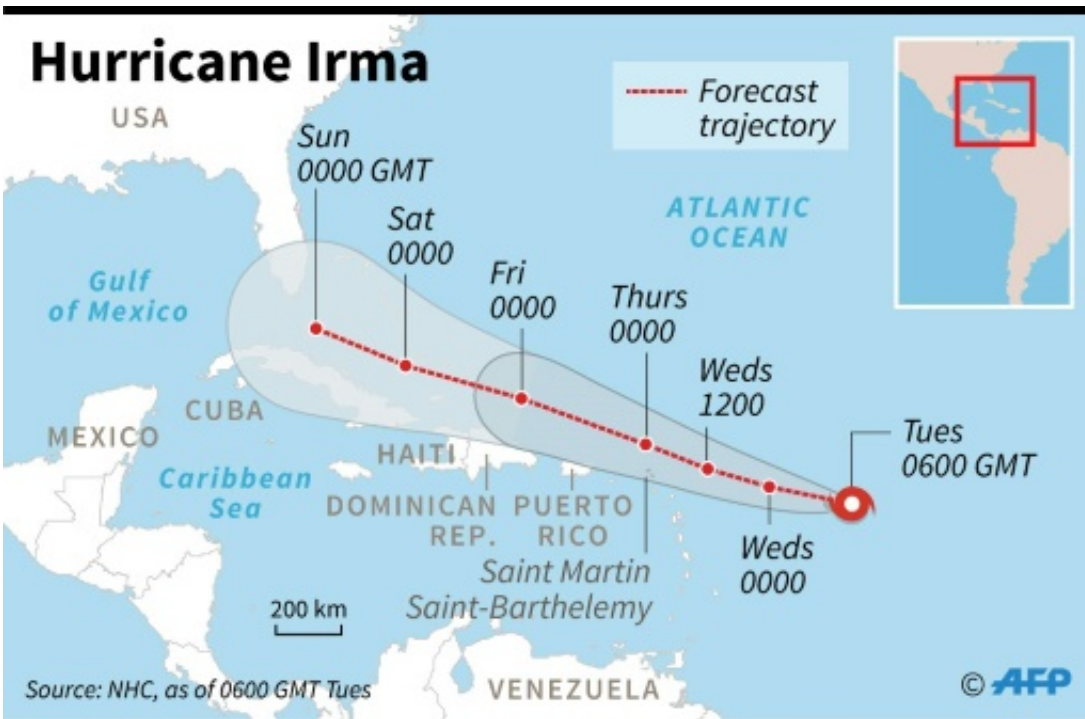 Hurricane Irma
USA
Sun
0000 GMT
Forecast
trajectory
Sat
0000
ATLANTIC
OCEAN
Gulf
of Mexico
Fri
0000
Thurs
0000
Weds
1200
CUBA
MEXICO
HAITI
Tues
0600 GMT
Caribbean
Sea
DOMINICAN
REP.
PUERTO
RICO
Weds
0000
Saint Martin
Saint-Barthelemy
200 km
Source: NHC, as of 0600 GMT Tues
VENEZUELA
© AFP